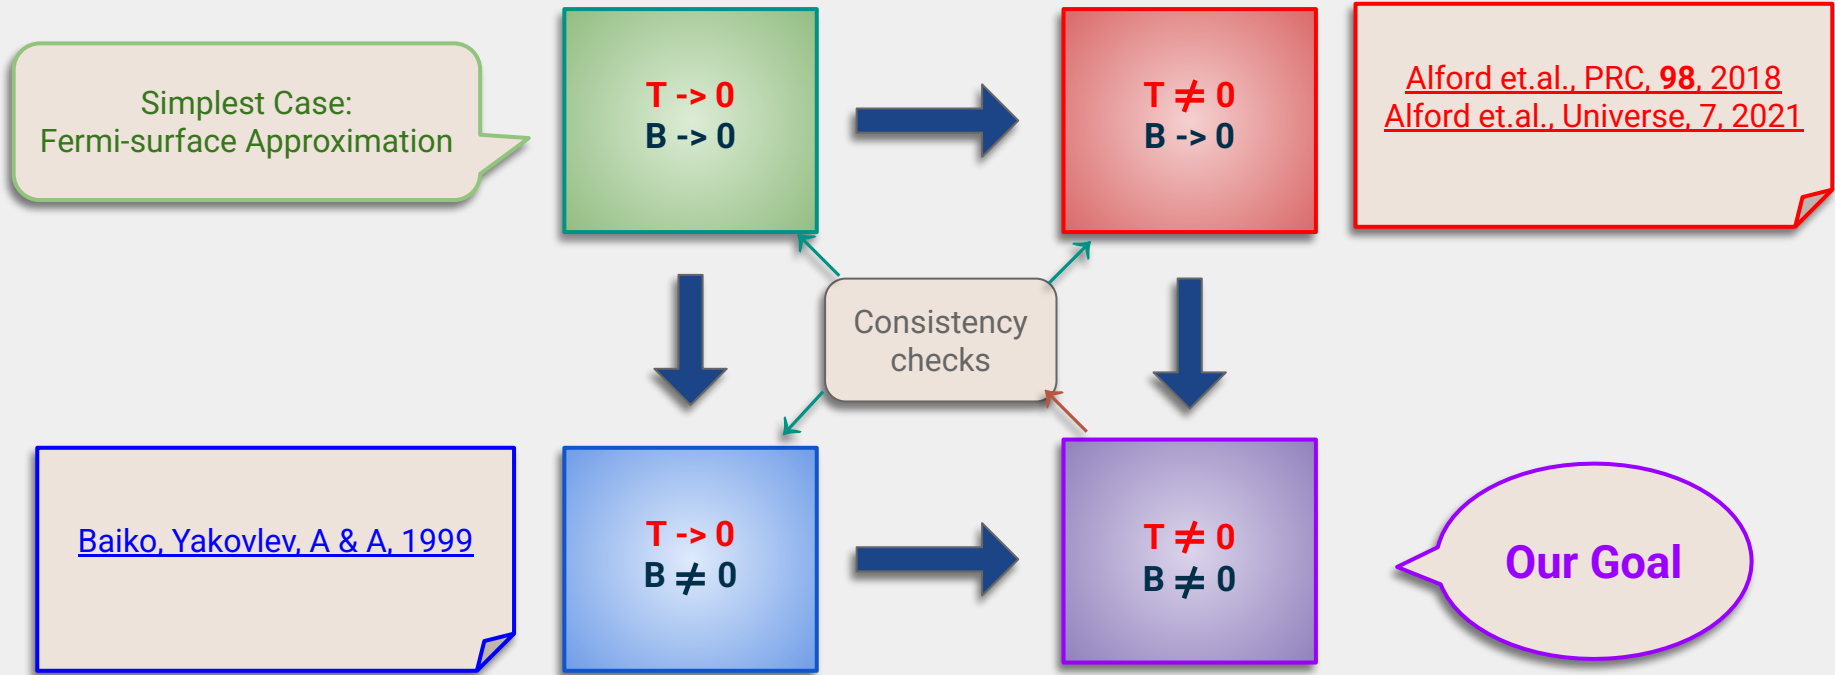 Simplest Case:
Fermi-surface Approximation
T -> 0
B -> 0
T ≠ 0
B -> 0
Alford et.al., PRC, 98, 2018
Alford et.al., Universe, 7, 2021
Consistency
checks
Baiko, Yakovlev, A & A, 1999
T -> 0
B ≠ 0
T ≠ 0
B ≠ 0
Our Goal